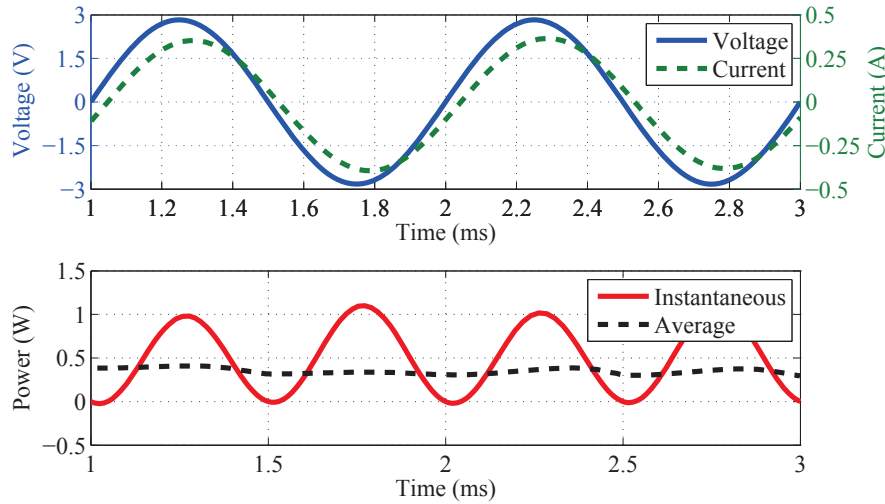 3
1.5
0
−1.5
−3
Voltage (V)
0.5
0.25
0
−0.25
−0.5
Current (A)
Voltage
Current
1 1.2 1.4 1.6 1.8 2 2.2 2.4 2.6 2.8 3
Time (ms)
1.5
1
0.5
0
−0.5
Power (W)
Instantaneous
Average
1 1.5 2 2.5 3
Time (ms)